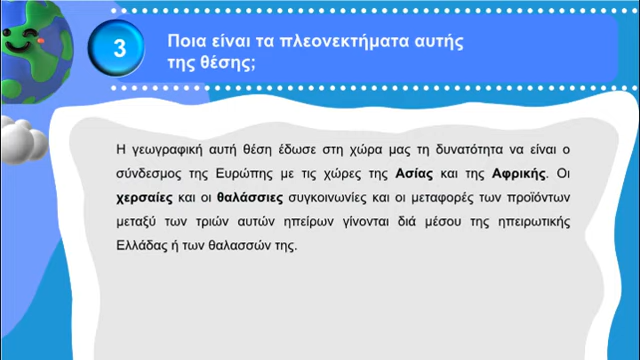 3
Ποια είναι τα πλεονεκτήματα αυτής
της θέσης;
Η γεωγραφική αυτή θέση έδωσε στη χώρα μας τη δυνατότητα να είναι ο
σύνδεσμος της Ευρώπης με τις χώρες της Ασίας και της Αφρικής. Οι
χερσαίες και οι θαλάσσιες συγκοινωνίες και οι μεταφορές των προϊόντων
μεταξύ των τριών αυτών ηπείρων γίνονται διά μέσου της ηπειρωτικής
Ελλάδας ή των θαλασσών της.